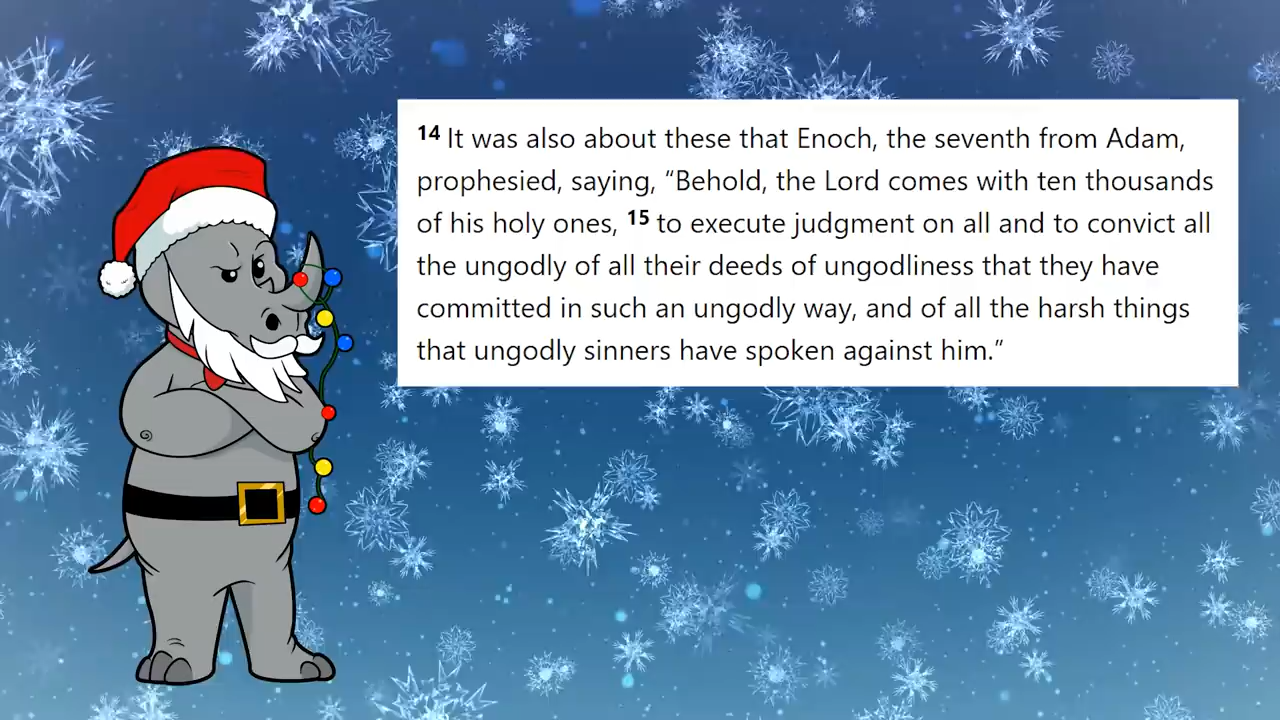 14 It was also about these that Enoch, the seventh from Adam,
prophesied, saying, “Behold, the Lord comes with ten thousands
of his holy ones, 15 to execute judgment on all and to convict all
the ungodly of all their deeds of ungodliness that they have
committed in such an ungodly way, and of all the harsh things
that ungodly sinners have spoken against him.”